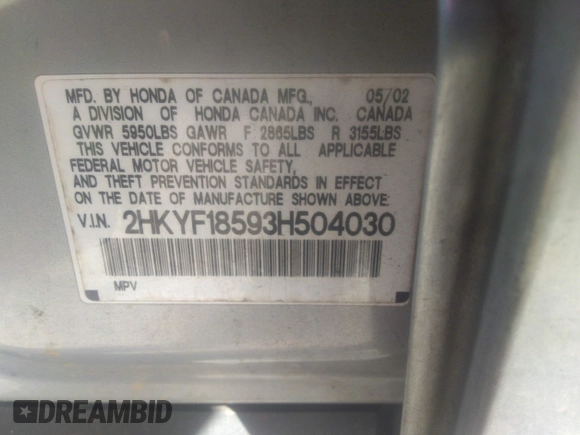 MFD. BY HONDA OF CANADA MFG., 05/02
A DIVISION OF HONDA CANADA INC. CANADA
GVWR 5950LBS GAWR F 2865LBS R 3155LBS
THIS VEHICLE CONFORMS TO ALL APPLICABLE
FEDERAL MOTOR VEHICLE SAFETY,
AND THEFT PREVENTION STANDARDS IN EFFECT
ON THE DATE OF MANUFACTURE SHOWN ABOVE.
V.I.N. 2HKYF18593H504030
MPV
DREAMBID